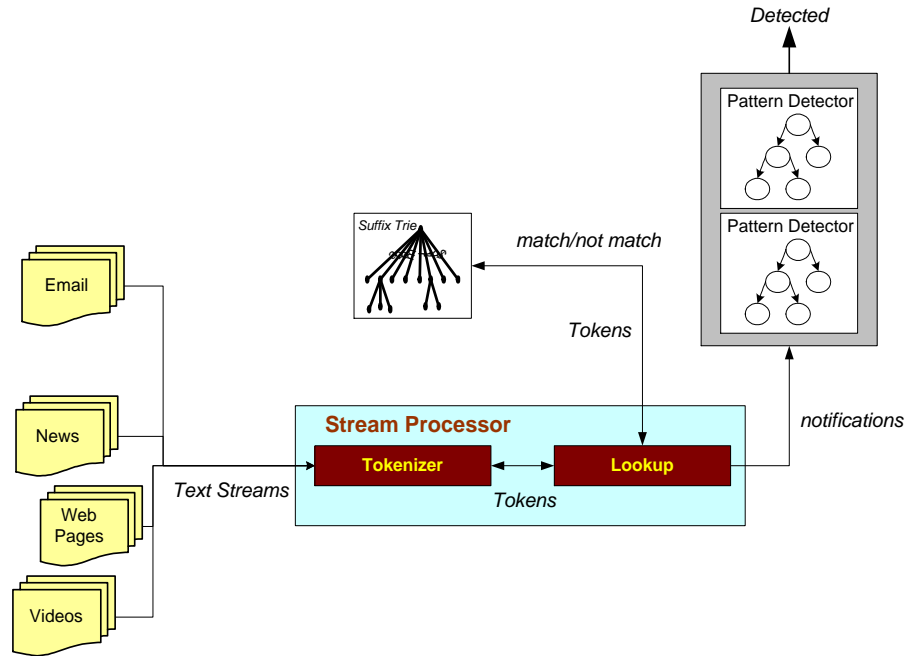 Detected
Pattern Detector
Pattern Detector
Suffix Trie
match/not match
Email
Tokens
News
Stream Processor
notifications
Tokenizer
Lookup
Text Streams
Tokens
Web
Pages
Videos